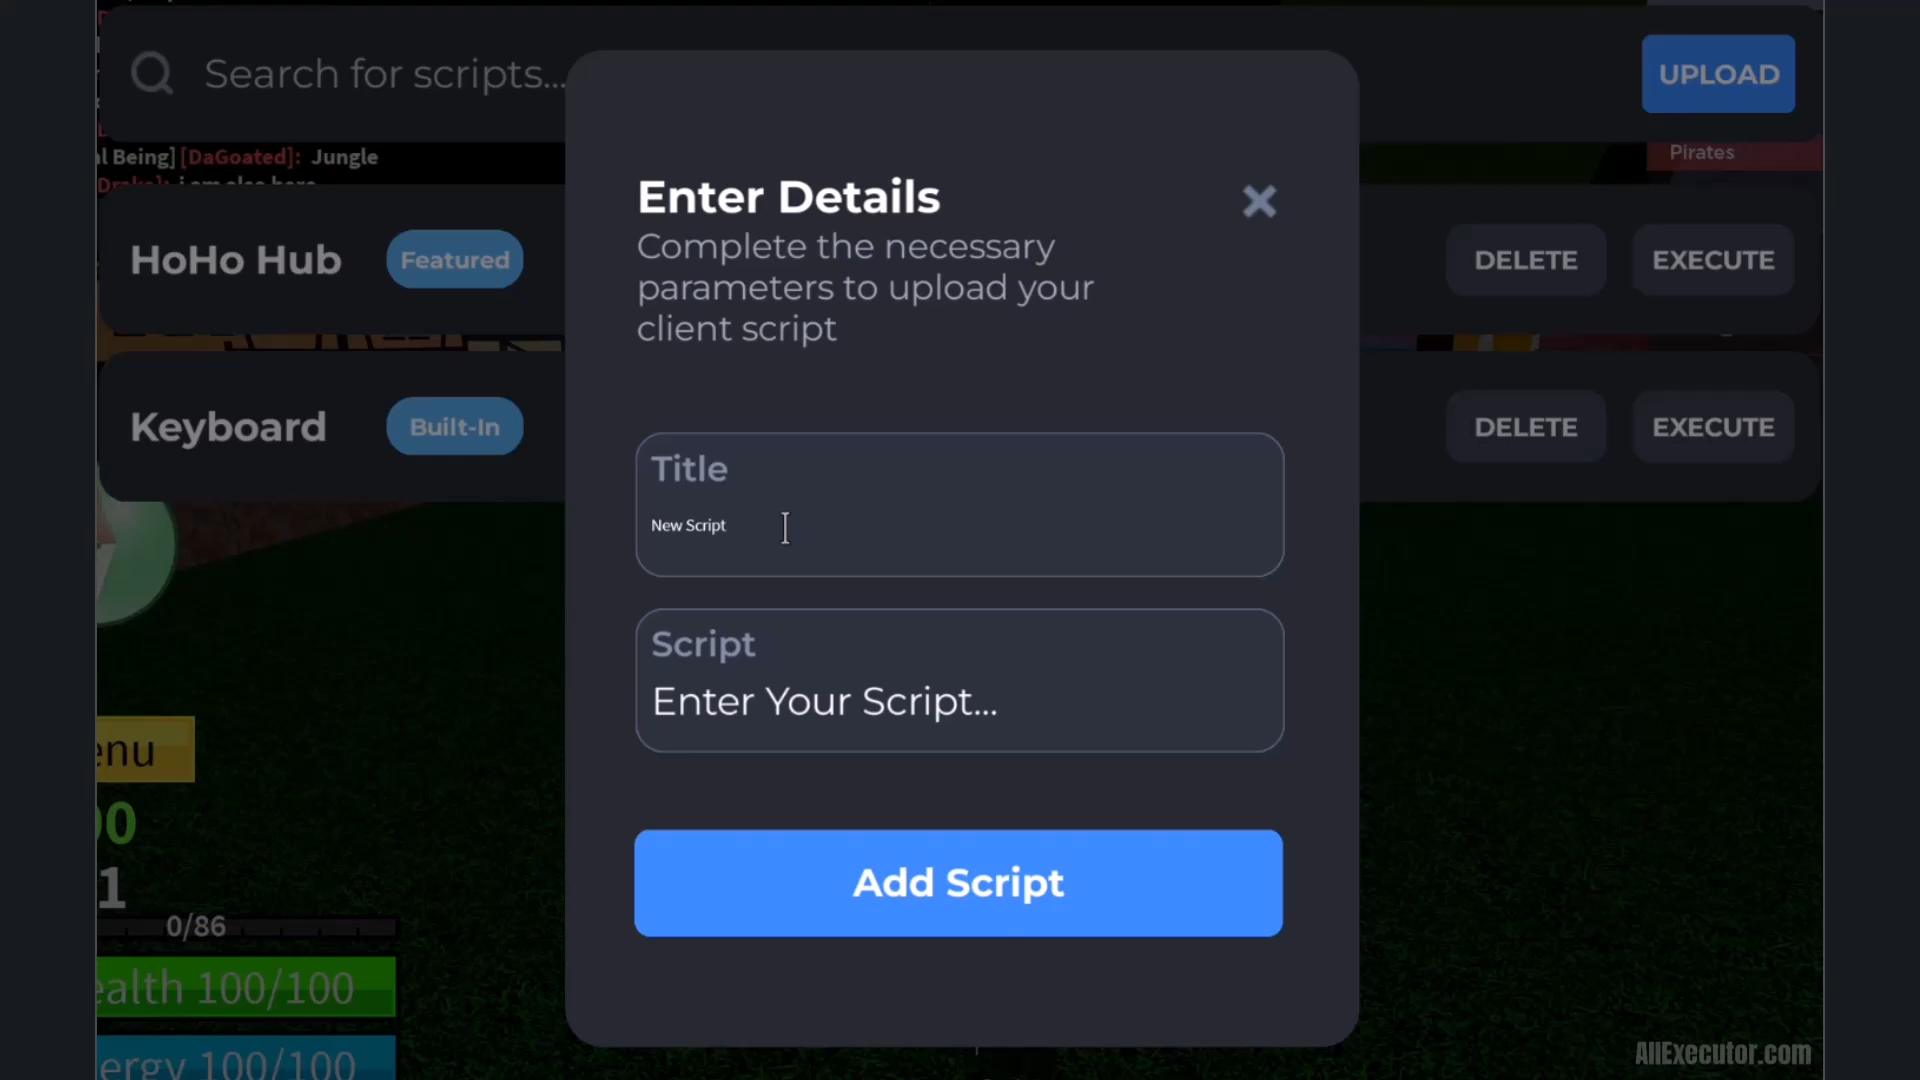 Search for scripts...
UPLOAD
Being] [DaGoated]: Jungle
Pirates
Enter Details
Complete the necessary
parameters to upload your
client script
HoHo Hub
Featured
DELETE
EXECUTE
Keyboard
Built-In
DELETE
EXECUTE
Title
New Script
Script
Enter Your Script...
Add Script
enu
00
1
0/86
ealth 100/100
ergy 100/100
AllExecutor.com